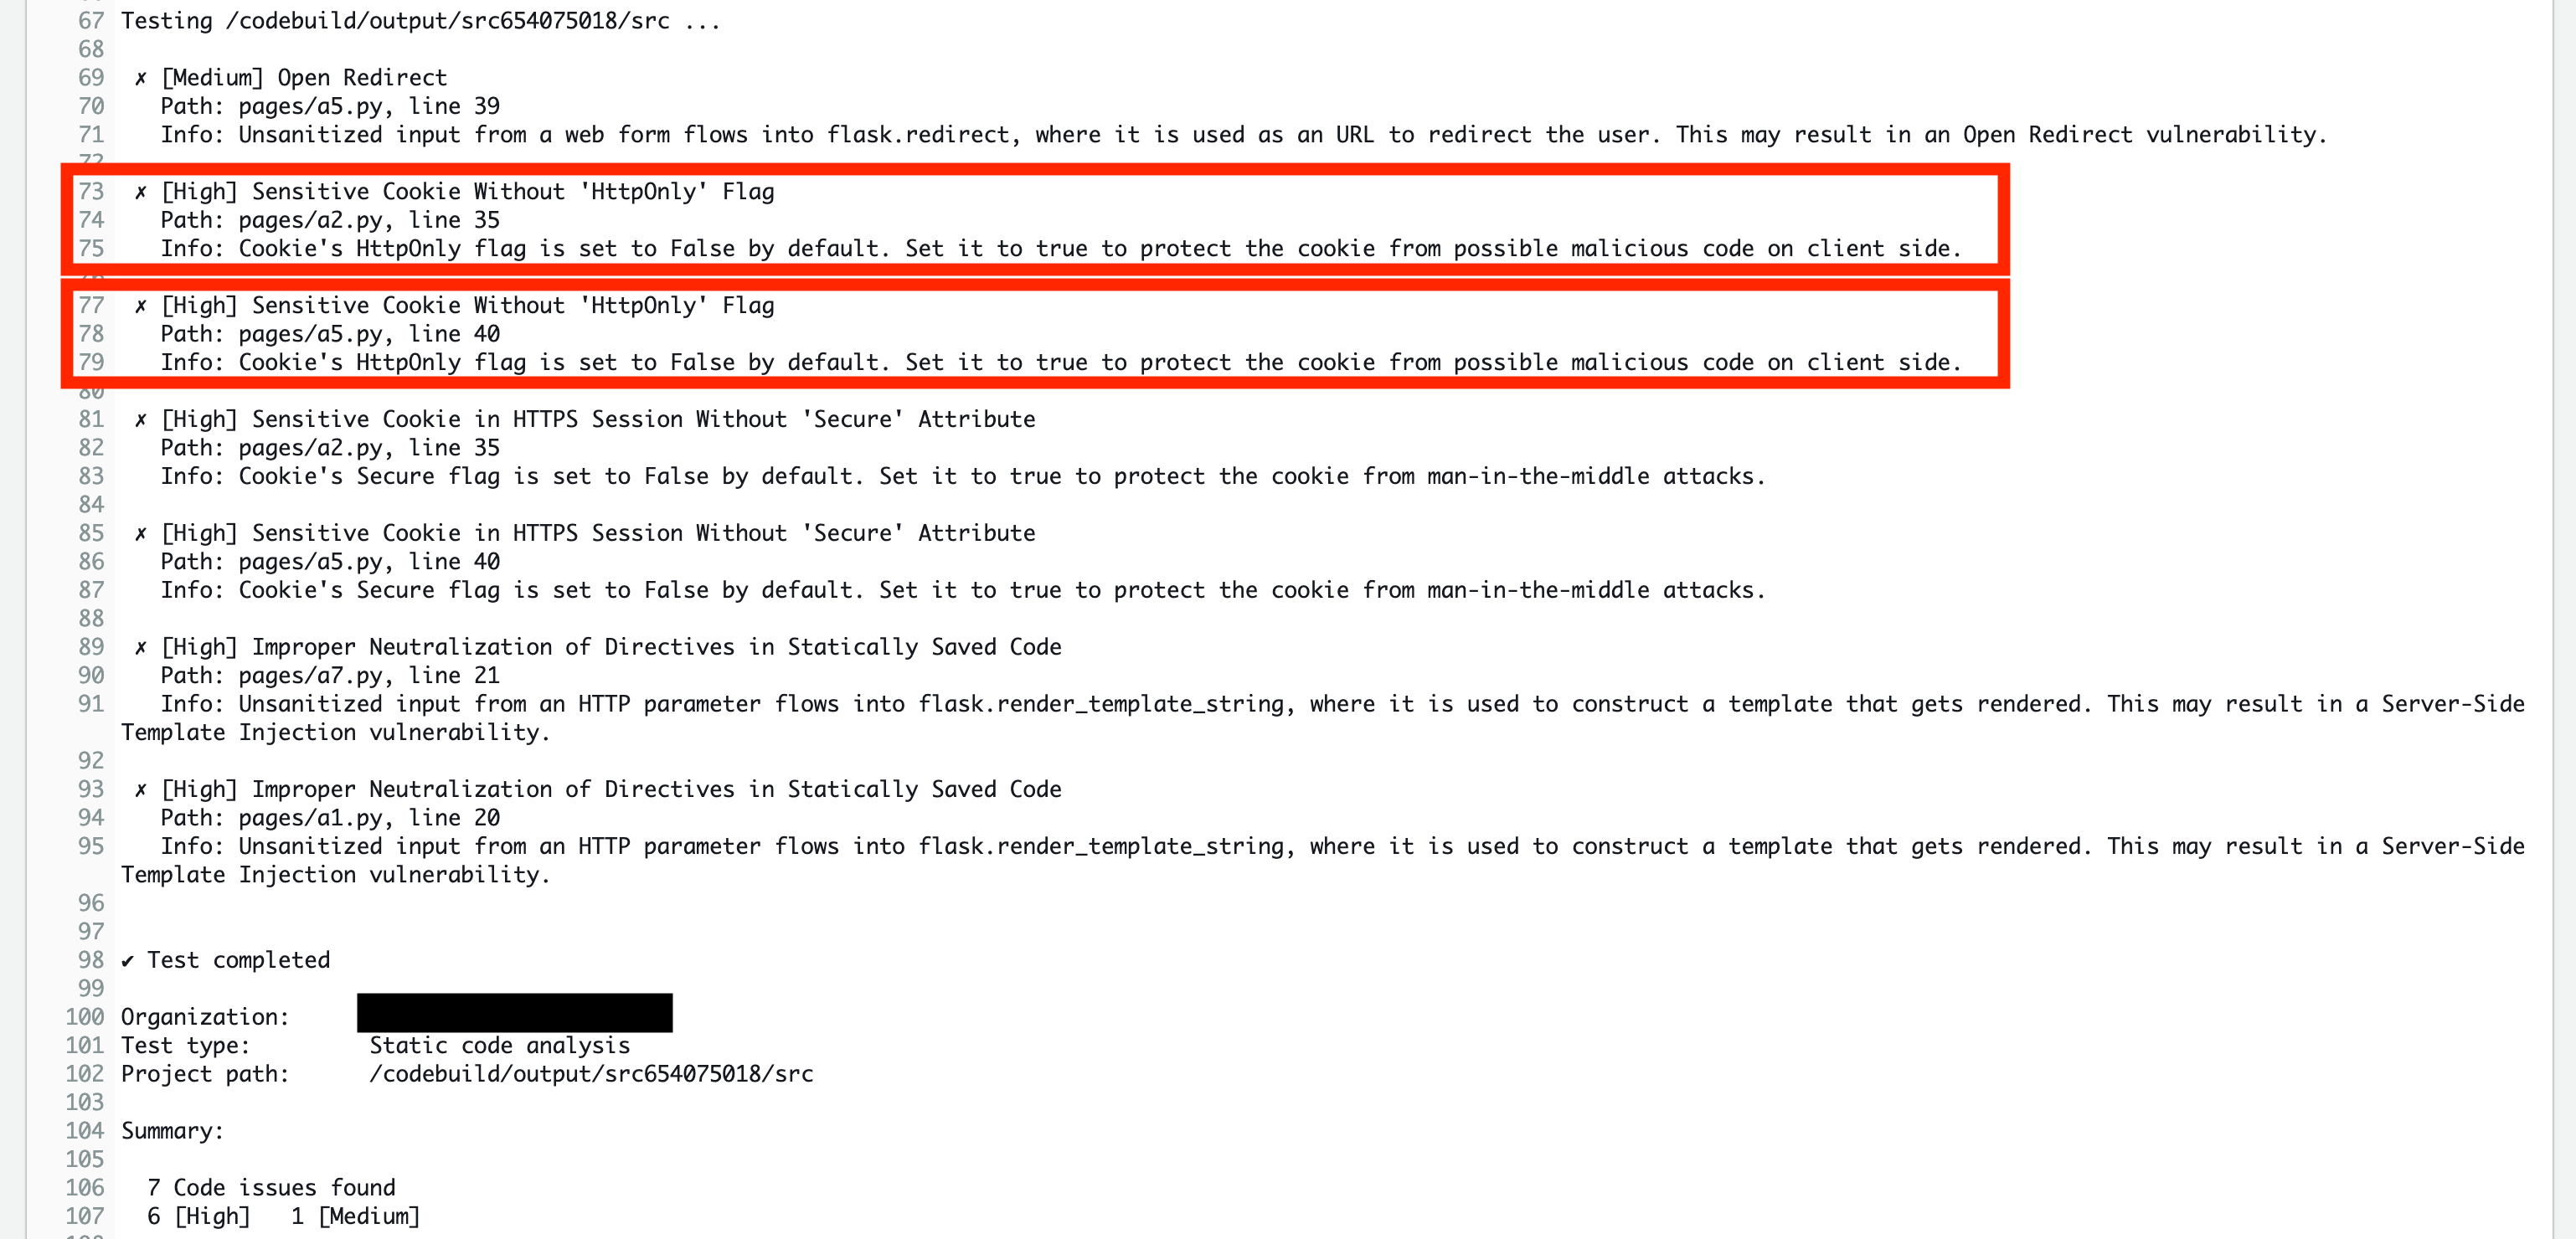 67 Testing /codebuild/output/src654075018/src ...
68
69 ✗ [Medium] Open Redirect
70 Path: pages/a5.py, line 39
71 Info: Unsanitized input from a web form flows into flask.redirect, where it is used as an URL to redirect the user. This may result in an Open Redirect vulnerability.
72
73 ✗ [High] Sensitive Cookie Without 'HttpOnly' Flag
74 Path: pages/a2.py, line 35
75 Info: Cookie's HttpOnly flag is set to False by default. Set it to true to protect the cookie from possible malicious code on client side.
77 ✗ [High] Sensitive Cookie Without 'HttpOnly' Flag
78 Path: pages/a5.py, line 40
79 Info: Cookie's HttpOnly flag is set to False by default. Set it to true to protect the cookie from possible malicious code on client side.
80
81 ✗ [High] Sensitive Cookie in HTTPS Session Without 'Secure' Attribute
82 Path: pages/a2.py, line 35
83 Info: Cookie's Secure flag is set to False by default. Set it to true to protect the cookie from man-in-the-middle attacks.
84
85 ✗ [High] Sensitive Cookie in HTTPS Session Without 'Secure' Attribute
86 Path: pages/a5.py, line 40
87 Info: Cookie's Secure flag is set to False by default. Set it to true to protect the cookie from man-in-the-middle attacks.
88
89 ✗ [High] Improper Neutralization of Directives in Statically Saved Code
90 Path: pages/a7.py, line 21
91 Info: Unsanitized input from an HTTP parameter flows into flask.render_template_string, where it is used to construct a template that gets rendered. This may result in a Server-Side
Template Injection vulnerability.
92
93 ✗ [High] Improper Neutralization of Directives in Statically Saved Code
94 Path: pages/a1.py, line 20
95 Info: Unsanitized input from an HTTP parameter flows into flask.render_template_string, where it is used to construct a template that gets rendered. This may result in a Server-Side
Template Injection vulnerability.
96
97
98 ✔ Test completed
99
100 Organization:
101 Test type: Static code analysis
102 Project path: /codebuild/output/src654075018/src
103
104 Summary:
105
106 7 Code issues found
107 6 [High] 1 [Medium]